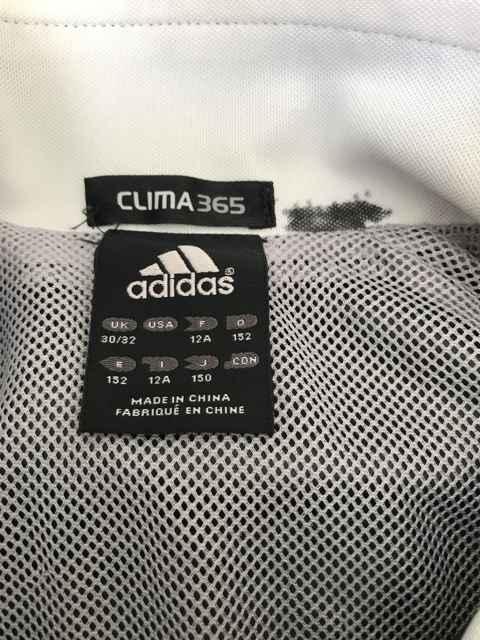 CLIMA365
adidas®
UK USA F D
30/32 12A 152
E I J CDN
152 12A 150
MADE IN CHINA
FABRIQUÉ EN CHINE